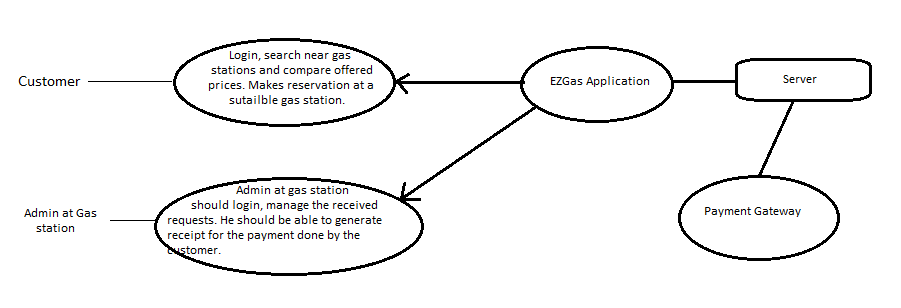 Customer
Login, search near gas
stations and compare offered
prices. Makes reservation at a
sutailble gas station.
EZGas Application
Server
Admin at Gas
station
Admin at gas station
should login, manage the received
requests. He should be able to generate
receipt for the payment done by the
customer.
Payment Gateway